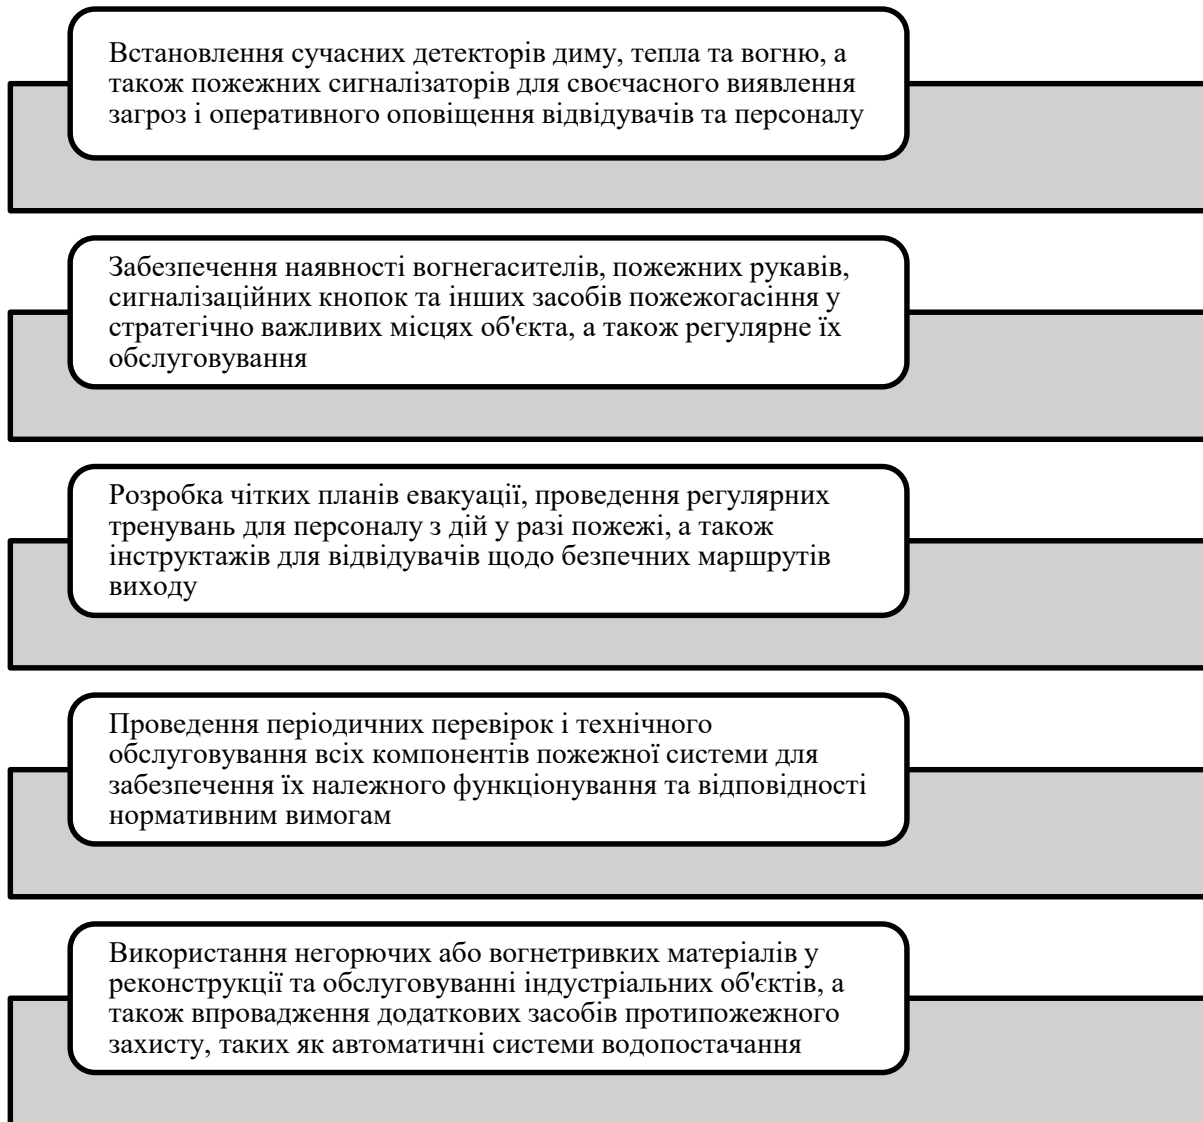 Встановлення сучасних детекторів диму, тепла та вогню, а
також пожежних сигналізаторів для своєчасного виявлення
загроз і оперативного оповіщення відвідувачів та персоналу
Забезпечення наявності вогнегасителів, пожежних рукавів,
сигналізаційних кнопок та інших засобів пожежогасіння у
стратегічно важливих місцях об'єкта, а також регулярне їх
обслуговування
Розробка чітких планів евакуації, проведення регулярних
тренувань для персоналу з дій у разі пожежі, а також
інструктажів для відвідувачів щодо безпечних маршрутів
виходу
Проведення періодичних перевірок і технічного
обслуговування всіх компонентів пожежної системи для
забезпечення їх належного функціонування та відповідності
нормативним вимогам
Використання негорючих або вогнетривких матеріалів у
реконструкції та обслуговуванні індустріальних об'єктів, а
також впровадження додаткових засобів протипожежного
захисту, таких як автоматичні системи водопостачання